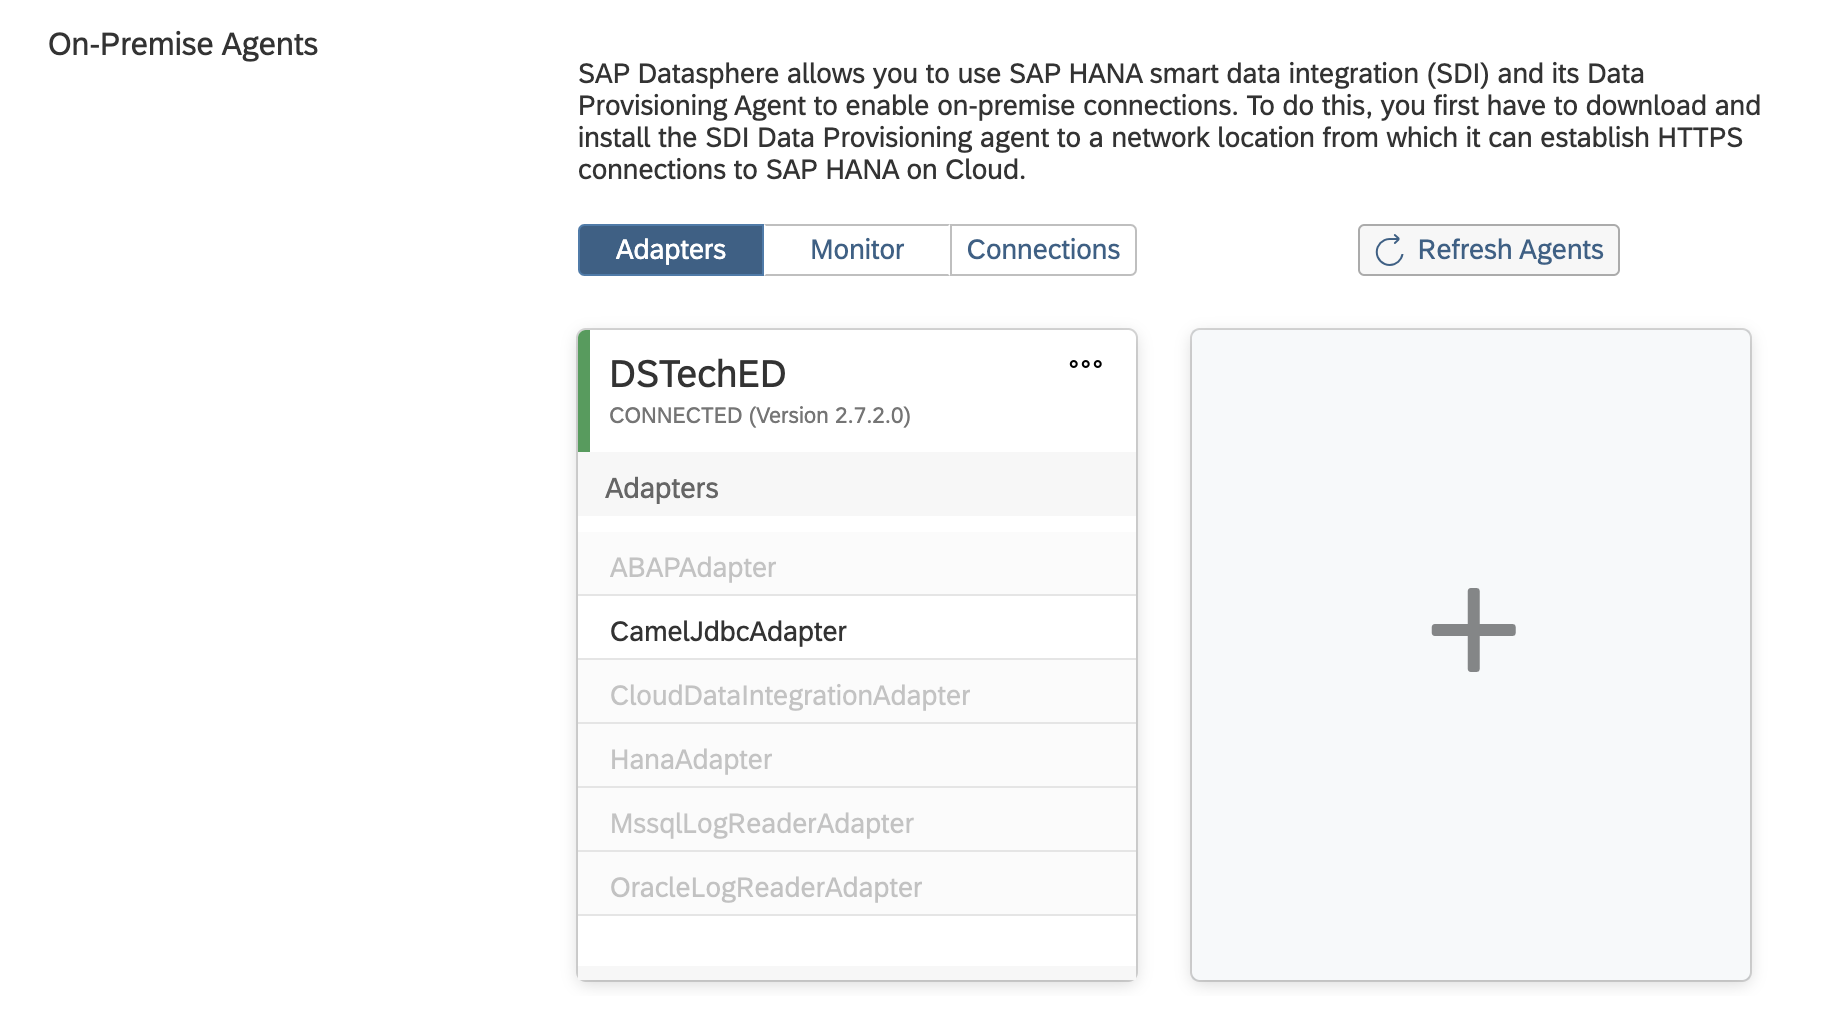 On-Premise Agents
SAP Datasphere allows you to use SAP HANA smart data integration (SDI) and its Data
Provisioning Agent to enable on-premise connections. To do this, you first have to download and
install the SDI Data Provisioning agent to a network location from which it can establish HTTPS
connections to SAP HANA on Cloud.
Adapters Monitor Connections Refresh Agents
DSTechED
CONNECTED (Version 2.7.2.0)
Adapters
ABAPAdapter
CamelJdbcAdapter
CloudDataIntegrationAdapter
HanaAdapter
MssqlLogReaderAdapter
OracleLogReaderAdapter